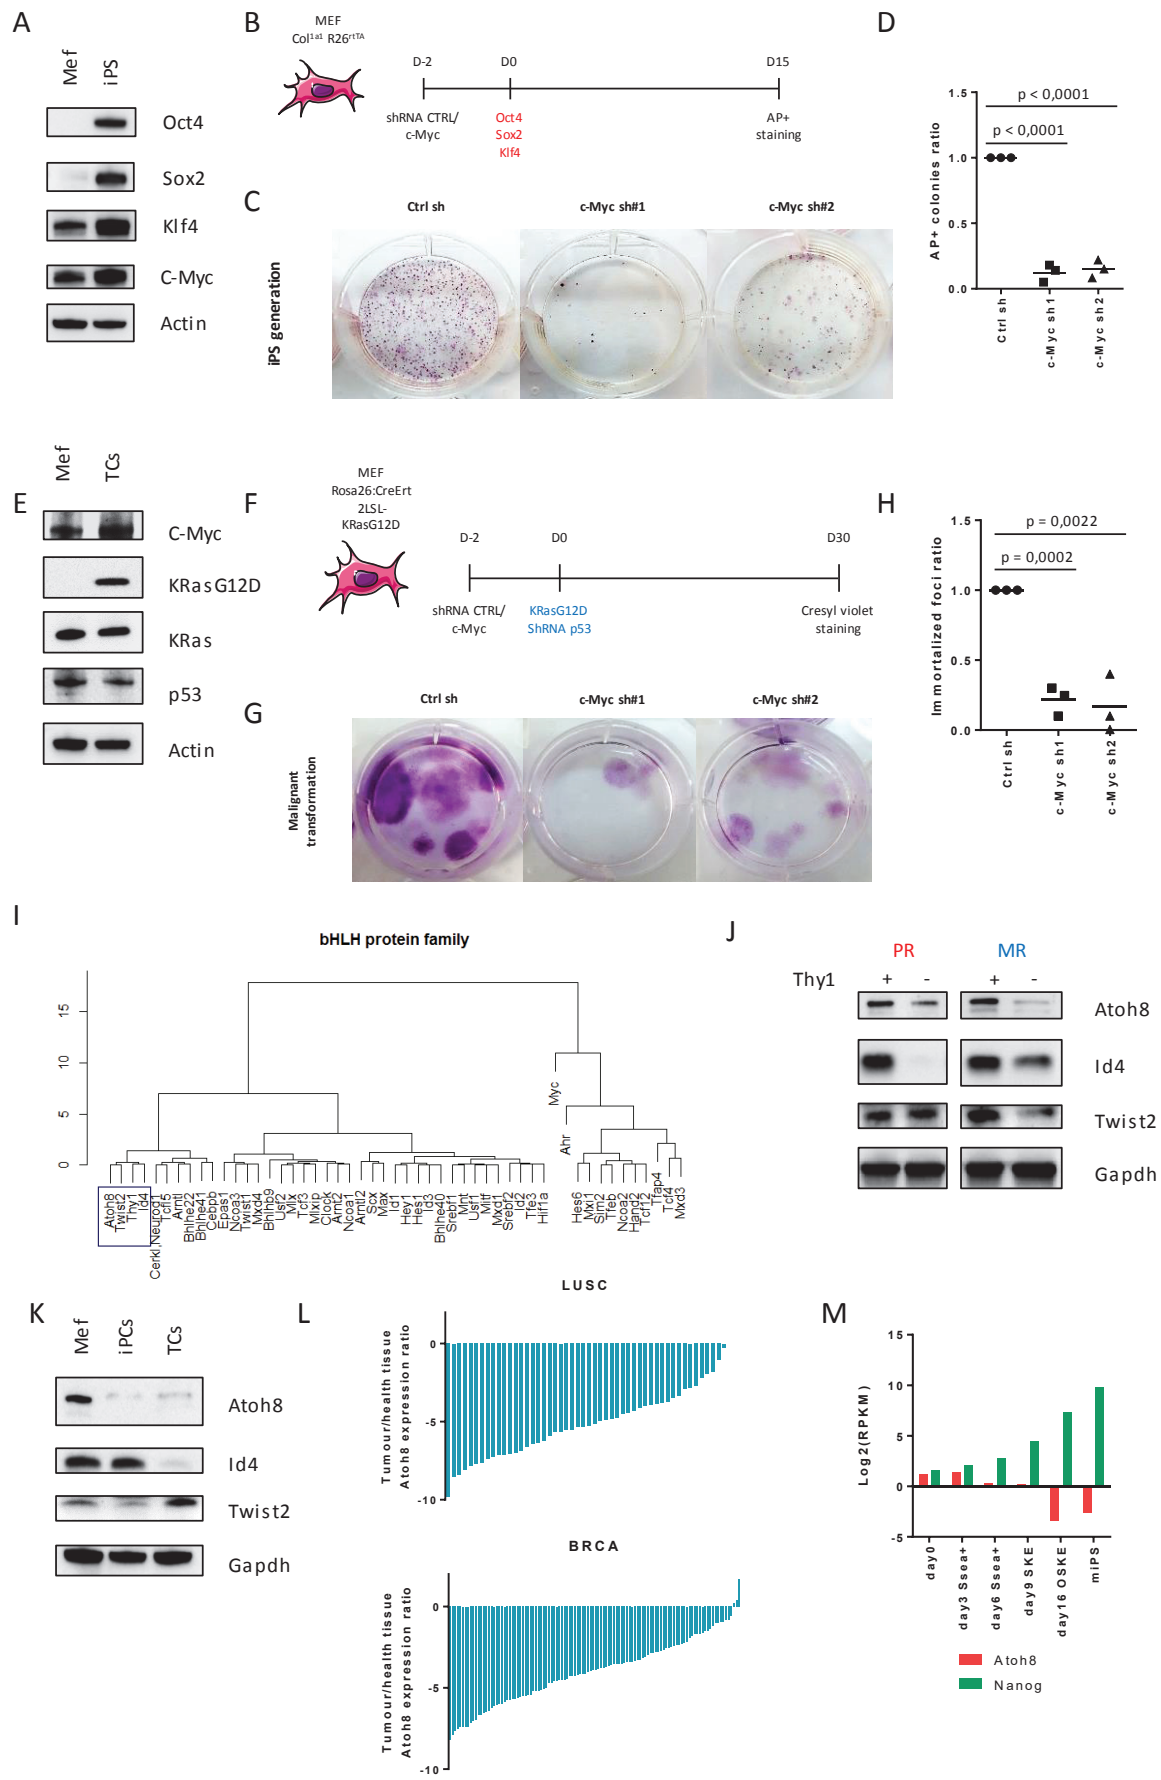 A
Mef
iPS
Oct4
Sox2
Klf4
C-Myc
Actin
B
MEF
Col1a1 R26rtTA
D-2
D0
D15
shRNA CTRL/
c-Myc
Oct4
Sox2
Klf4
AP+
staining
C
Ctrl sh
c-Myc sh#1
c-Myc sh#2
iPS generation
D
AP+ colonies ratio
1.5
1.0
0.5
0.0
p < 0,0001
p < 0,0001
Ctrl sh
c-Myc sh1
c-Myc sh2
E
Mef
TCs
C-Myc
KRasG12D
KRas
p53
Actin
F
MEF
Rosa26:CreErt
2LSL-
KRasG12D
D-2
D0
D30
shRNA CTRL/
c-Myc
KRasG12D
ShRNA p53
Cresyl violet
staining
G
Ctrl sh
c-Myc sh#1
c-Myc sh#2
Malignant
transformation
H
Immortalized foci ratio
1.5
1.0
0.5
0.0
p = 0,0022
p = 0,0002
Ctrl sh
c-Myc sh1
c-Myc sh2
I
bHLH protein family
15
10
5
0
Myc
Ahr
Atoh8
Twist2
Thy1
Id4
Cerkl,Neurod1
Tcf15
Arntl
Bhlhe22
Bhlhe41
Cebpb
Epas1
Ncoa3
Twist1
Mxd4
Bhlhb9
Usf2
Mlx
Tcf3
Mlxip
Clock
Arnt2
Ncoa1
Arntl2
Scx
Max
Id1
Hey1
Hes1
Id3
Bhlhe40
Srebf1
Mnt
Usf1
Mitf
Mxd1
Srebf2
Id2
Tfe3
Hif1a
Hes6
Mxi1
Sim2
Tfeb
Ncoa2
Hand2
Tcf12
Tfap4
Tcf4
Mxd3
J
PR
MR
Thy1
+
-
+
-
Atoh8
Id4
Twist2
Gapdh
K
Mef
iPCs
TCs
Atoh8
Id4
Twist2
Gapdh
L
LUSC
Tumour/health tissue
Atoh8 expression ratio
0
-5
-10
BRCA
Tumour/health tissue
Atoh8 expression ratio
0
-5
-10
M
Log2(RPKM)
15
10
5
0
-5
day0
day3 Ssea+
day6 Ssea+
day9 SKE
day16 OSKE
miPS
Atoh8
Nanog